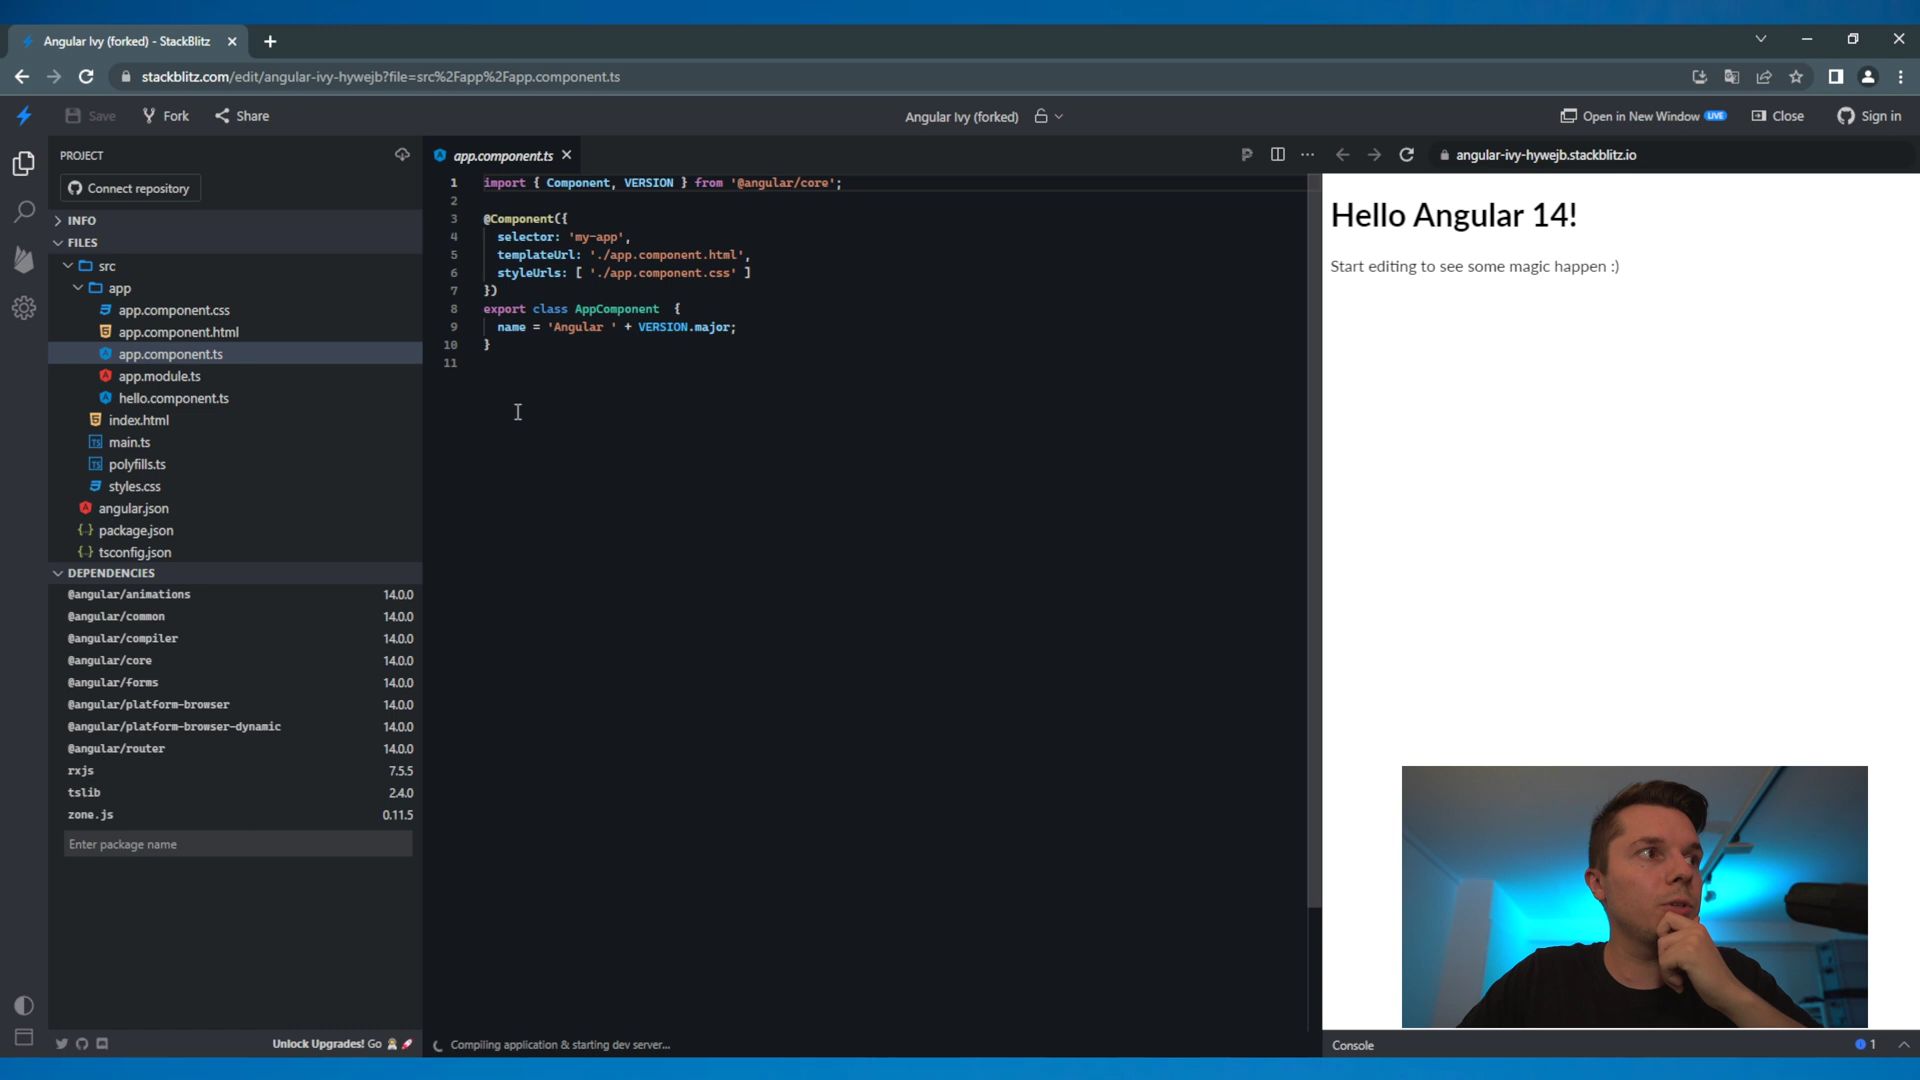 Angular Ivy (forked) - StackBlitz
stackblitz.com/edit/angular-ivy-hywejb?file=src%2Fapp%2Fapp.component.ts
Save Fork Share
Angular Ivy (forked)
Open in New Window LIVE Close Sign in
PROJECT
Connect repository
INFO
FILES
src
app
app.component.css
app.component.html
app.component.ts
app.module.ts
hello.component.ts
index.html
main.ts
polyfills.ts
styles.css
angular.json
package.json
tsconfig.json
DEPENDENCIES
@angular/animations 14.0.0
@angular/common 14.0.0
@angular/compiler 14.0.0
@angular/core 14.0.0
@angular/forms 14.0.0
@angular/platform-browser 14.0.0
@angular/platform-browser-dynamic 14.0.0
@angular/router 14.0.0
rxjs 7.5.5
tslib 2.4.0
zone.js 0.11.5
Enter package name
Unlock Upgrades! Go
app.component.ts
1 import { Component, VERSION } from '@angular/core';
2
3 @Component({
4 selector: 'my-app',
5 templateUrl: './app.component.html',
6 styleUrls: [ './app.component.css' ]
7 })
8 export class AppComponent  {
9 name = 'Angular ' + VERSION.major;
10 }
11
Compiling application & starting dev server...
angular-ivy-hywejb.stackblitz.io
Hello Angular 14!
Start editing to see some magic happen :)
Console 1